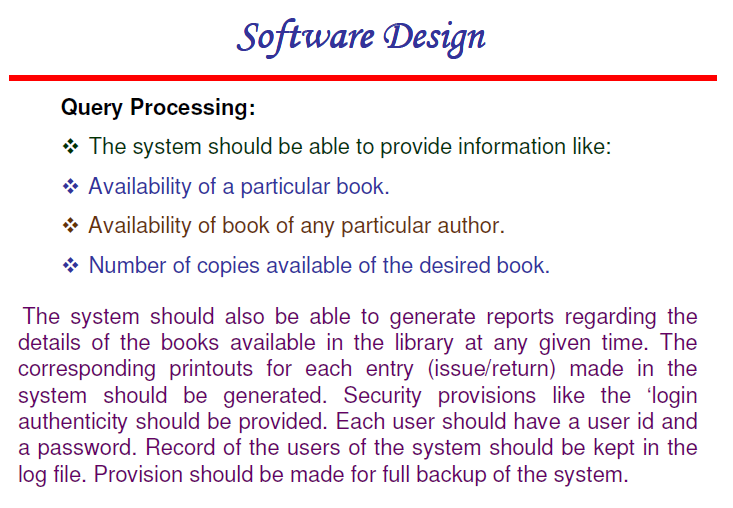 Software Design
Query Processing:
❖ The system should be able to provide information like:
❖ Availability of a particular book.
❖ Availability of book of any particular author.
❖ Number of copies available of the desired book.
The system should also be able to generate reports regarding the
details of the books available in the library at any given time. The
corresponding printouts for each entry (issue/return) made in the
system should be generated. Security provisions like the ‘login
authenticity should be provided. Each user should have a user id and
a password. Record of the users of the system should be kept in the
log file. Provision should be made for full backup of the system.